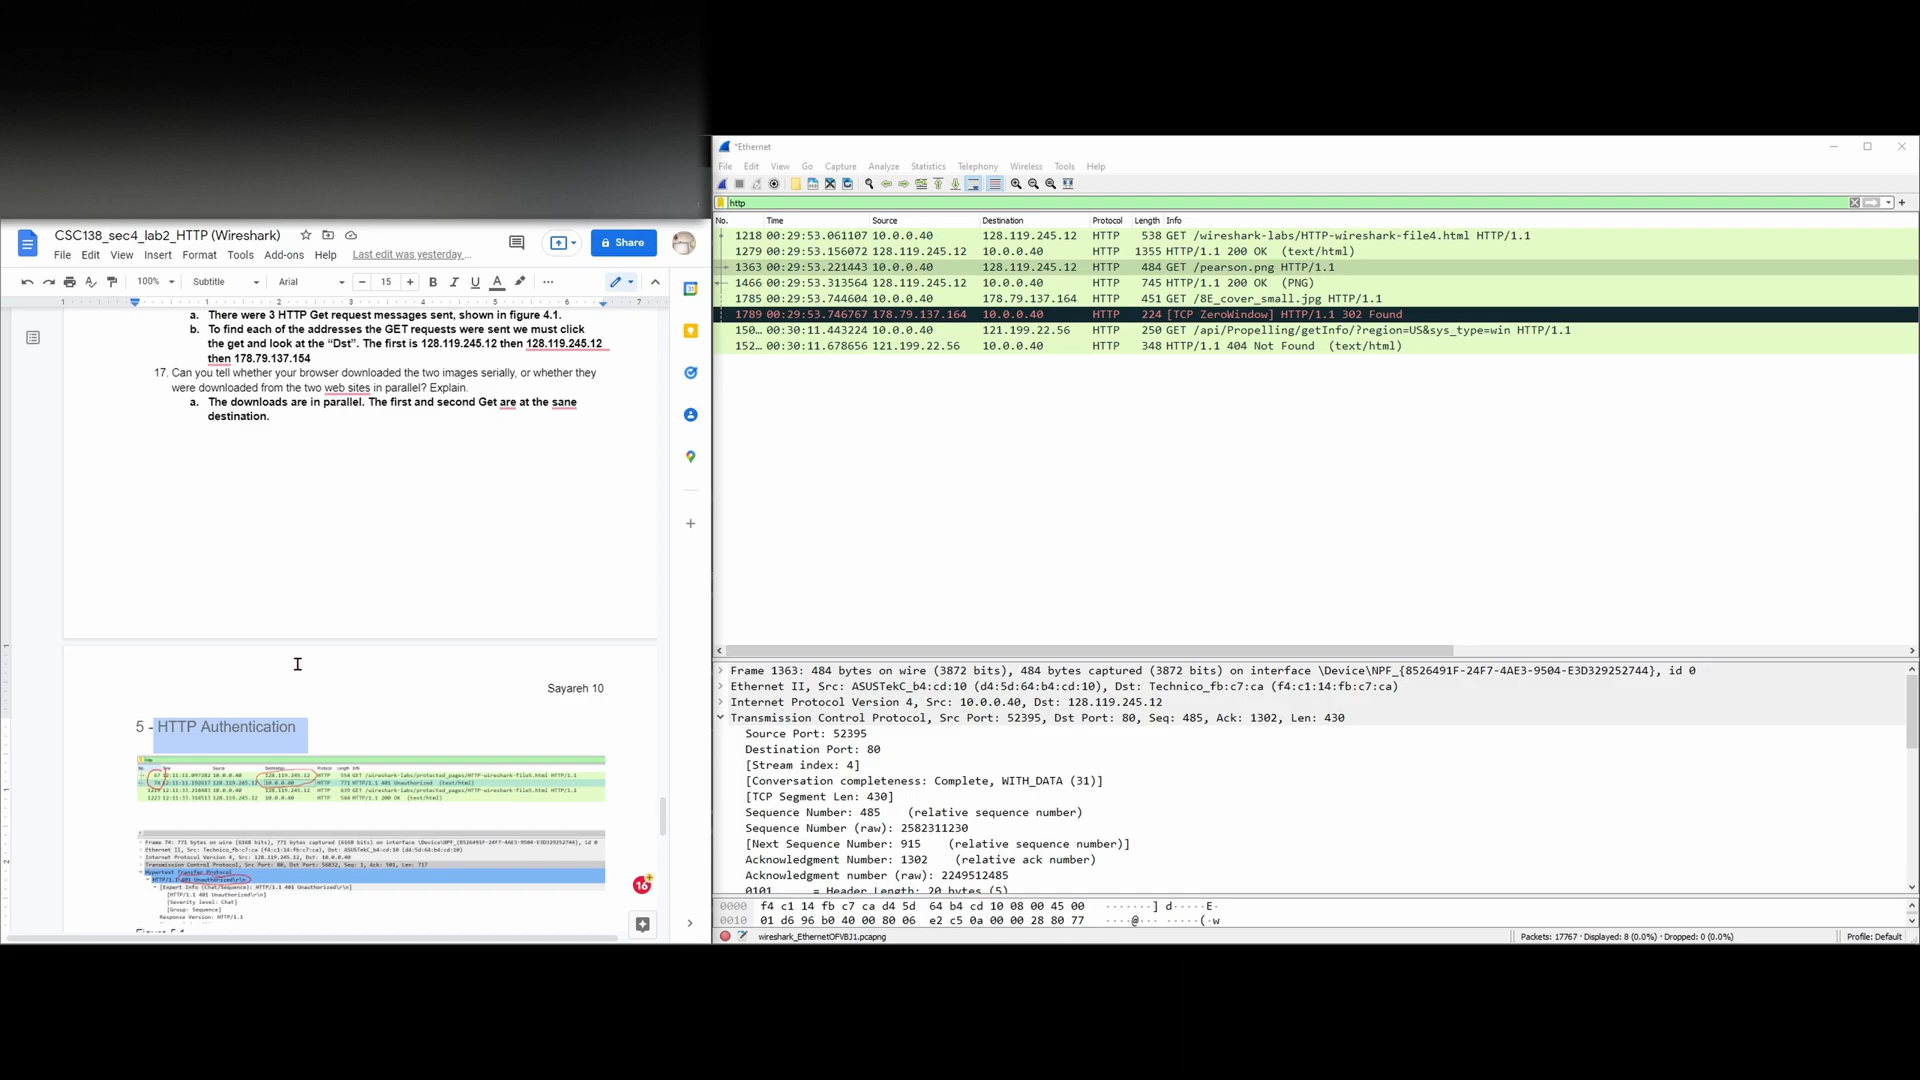 CSC138_sec4_lab2_HTTP (Wireshark)
Share
File Edit View Insert Format Tools Add-ons Help Last edit was yesterday ...
100% Subtitle Arial 15 B I U A
1 1 2 3 4 5 6 7
a. There were 3 HTTP Get request messages sent, shown in figure 4.1.
b. To find each of the addresses the GET requests were sent we must click
the get and look at the "Dst". The first is 128.119.245.12 then 128.119.245.12
then 178.79.137.154
17. Can you tell whether your browser downloaded the two images serially, or whether they
were downloaded from the two web sites in parallel? Explain.
a. The downloads are in parallel. The first and second Get are at the sane
destination.
Sayareh 10
5 - HTTP Authentication
16
*Ethernet
File Edit View Go Capture Analyze Statistics Telephony Wireless Tools Help
http
No. Time Source Destination Protocol Length Info
1218 00:29:53.061107 10.0.0.40 128.119.245.12 HTTP 538 GET /wireshark-labs/HTTP-wireshark-file4.html HTTP/1.1
1279 00:29:53.156072 128.119.245.12 10.0.0.40 HTTP 1355 HTTP/1.1 200 OK (text/html)
1363 00:29:53.221443 10.0.0.40 128.119.245.12 HTTP 484 GET /pearson.png HTTP/1.1
1466 00:29:53.313564 128.119.245.12 10.0.0.40 HTTP 745 HTTP/1.1 200 OK (PNG)
1785 00:29:53.744604 10.0.0.40 178.79.137.164 HTTP 451 GET /8E_cover_small.jpg HTTP/1.1
1789 00:29:53.746767 178.79.137.164 10.0.0.40 HTTP 224 [TCP ZeroWindow] HTTP/1.1 302 Found
150… 00:30:11.443224 10.0.0.40 121.199.22.56 HTTP 250 GET /api/Propelling/getInfo/?region=US&sys_type=win HTTP/1.1
152… 00:30:11.678656 121.199.22.56 10.0.0.40 HTTP 348 HTTP/1.1 404 Not Found (text/html)
Frame 1363: 484 bytes on wire (3872 bits), 484 bytes captured (3872 bits) on interface \Device\NPF_{8526491F-24F7-4AE3-9504-E3D329252744}, id 0
Ethernet II, Src: ASUSTekC_b4:cd:10 (d4:5d:64:b4:cd:10), Dst: Technico_fb:c7:ca (f4:c1:14:fb:c7:ca)
Internet Protocol Version 4, Src: 10.0.0.40, Dst: 128.119.245.12
Transmission Control Protocol, Src Port: 52395, Dst Port: 80, Seq: 485, Ack: 1302, Len: 430
Source Port: 52395
Destination Port: 80
[Stream index: 4]
[Conversation completeness: Complete, WITH_DATA (31)]
[TCP Segment Len: 430]
Sequence Number: 485 (relative sequence number)
Sequence Number (raw): 2582311230
[Next Sequence Number: 915 (relative sequence number)]
Acknowledgment Number: 1302 (relative ack number)
Acknowledgment number (raw): 2249512485
0101 .... = Header Length: 20 bytes (5)
0000 f4 c1 14 fb c7 ca d4 5d 64 b4 cd 10 08 00 45 00 ·······] d·····E·
0010 01 d6 96 b0 40 00 80 06 e2 c5 0a 00 00 28 80 77 ····@··· ·····(·w
wireshark_EthernetOFVBJ1.pcapng
Packets: 17767 · Displayed: 8 (0.0%) · Dropped: 0 (0.0%)
Profile: Default